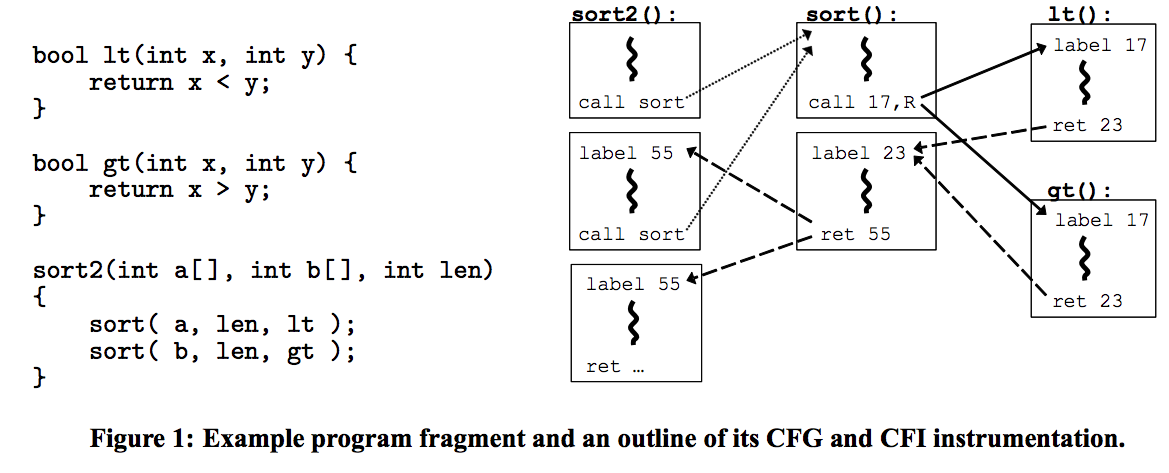 bool lt(int x, int y) {
    return x < y;
}
bool gt(int x, int y) {
    return x > y;
}
sort2(int a[], int b[], int len)
{
    sort( a, len, lt );
    sort( b, len, gt );
}
sort2():
call sort
label 55
call sort
label 55
ret …
sort():
call 17,R
label 23
ret 55
lt():
label 17
ret 23
gt():
label 17
ret 23
Figure 1: Example program fragment and an outline of its CFG and CFI instrumentation.